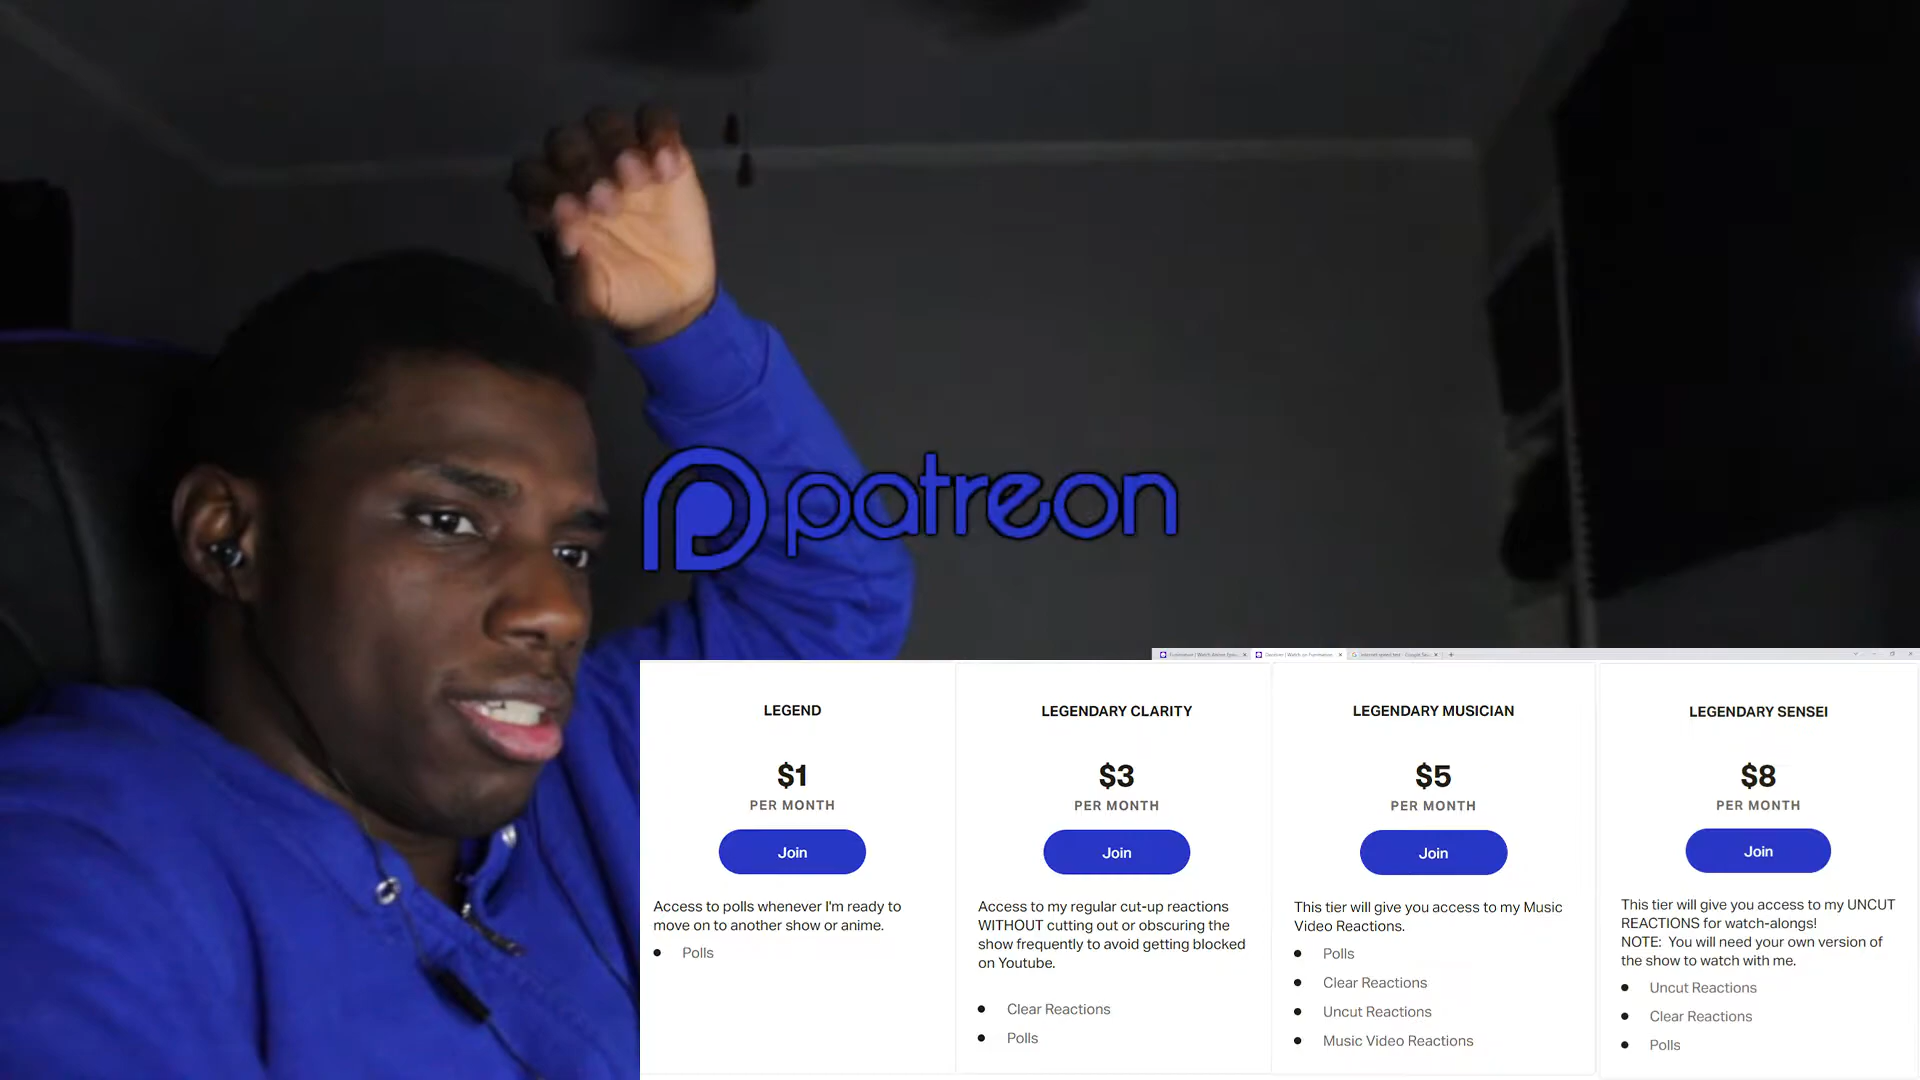 patreon
LEGEND
$1
PER MONTH
Join
Access to polls whenever I'm ready to
move on to another show or anime.
Polls
LEGENDARY CLARITY
$3
PER MONTH
Join
Access to my regular cut-up reactions
WITHOUT cutting out or obscuring the
show frequently to avoid getting blocked
on Youtube.
Clear Reactions
Polls
LEGENDARY MUSICIAN
$5
PER MONTH
Join
This tier will give you access to my Music
Video Reactions.
Polls
Clear Reactions
Uncut Reactions
Music Video Reactions
LEGENDARY SENSEI
$8
PER MONTH
Join
This tier will give you access to my UNCUT
REACTIONS for watch-alongs!
NOTE: You will need your own version of
the show to watch with me.
Uncut Reactions
Clear Reactions
Polls